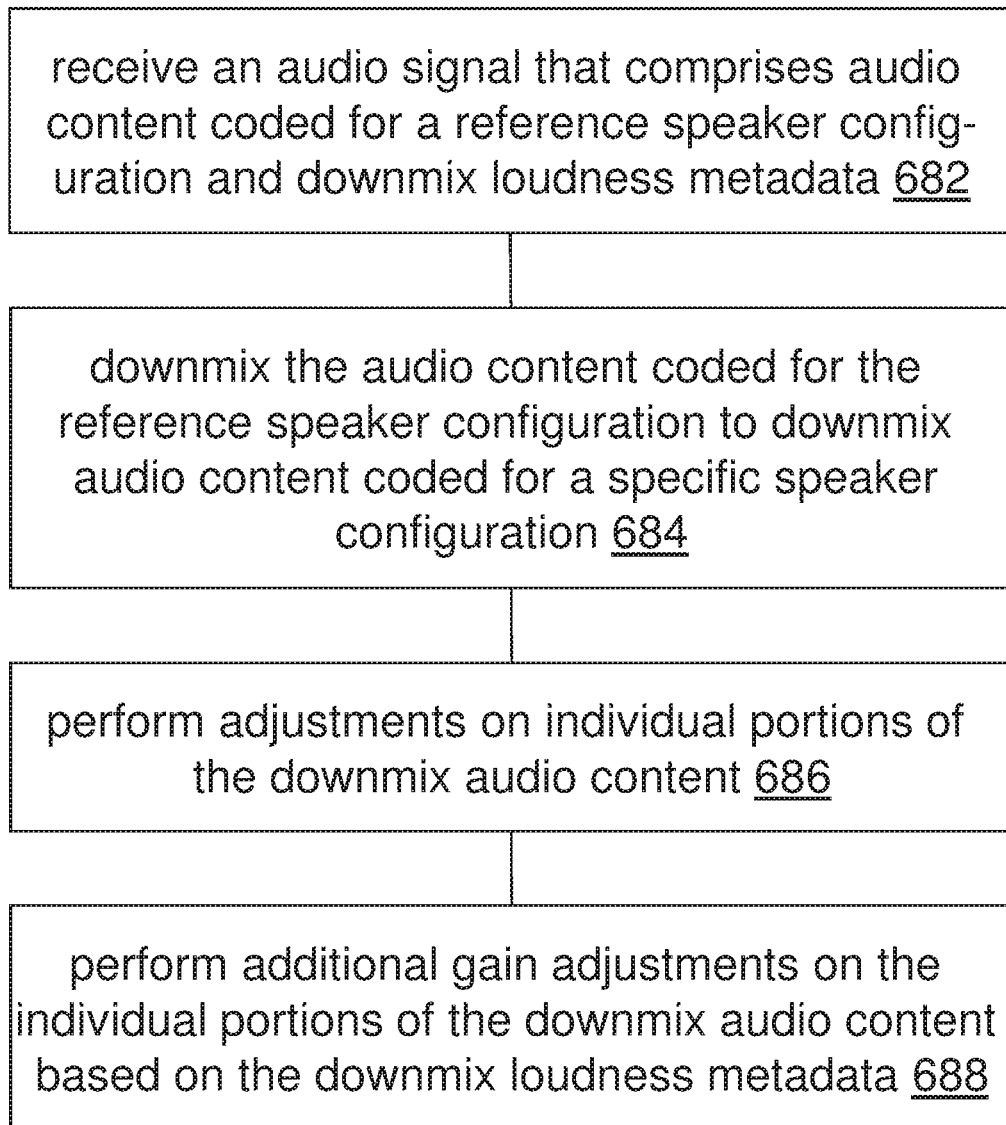 receive an audio signal that comprises audio
content coded for a reference speaker config-
uration and downmix loudness metadata 682
downmix the audio content coded for the
reference speaker configuration to downmix
audio content coded for a specific speaker
configuration 684
perform adjustments on individual portions of
the downmix audio content 686
perform additional gain adjustments on the
individual portions of the downmix audio content
based on the downmix loudness metadata 688